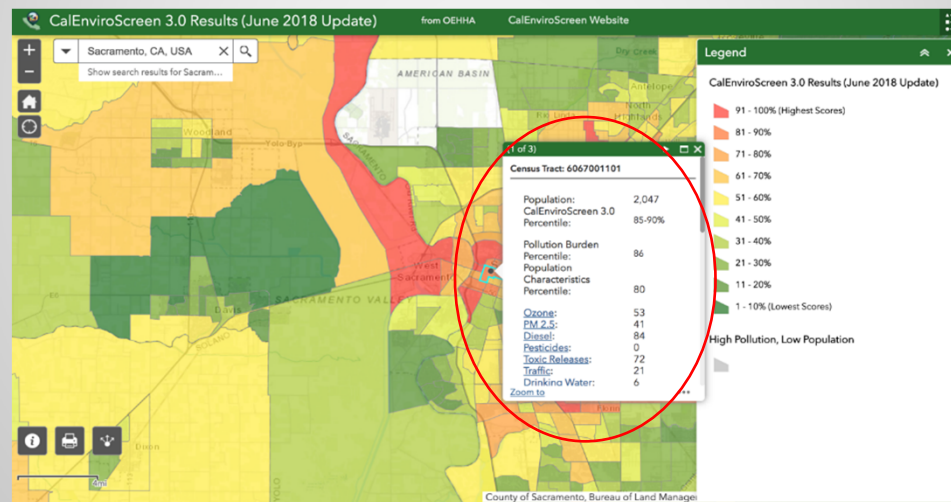 CalEnviroScreen 3.0 Results (June 2018 Update) from OEHHA CalEnviroScreen Website
Sacramento, CA, USA
Show search results for Sacram...
Legend
CalEnviroScreen 3.0 Results (June 2018 Update)
91 - 100% (Highest Scores)
81 - 90%
71 - 80%
61 - 70%
51 - 60%
41 - 50%
31 - 40%
21 - 30%
11 - 20%
1 - 10% (Lowest Scores)
High Pollution, Low Population
(1 of 3)
Census Tract: 6067001101
Population: 2,047
CalEnviroScreen 3.0
Percentile: 85-90%
Pollution Burden
Percentile: 86
Population
Characteristics
Percentile: 80
Ozone: 53
PM 2.5: 41
Diesel: 84
Pesticides: 0
Toxic Releases: 72
Traffic: 21
Drinking Water: 6
Zoom to
AMERICAN BASIN
Dry Creek
Antelope
North
Highlands
Woodland
Yolo Byp
SACRAMENTO
West
Sacramento
SACRAMENTO VALLEY
Davis
SOLANO
YOLO
Dixon
4mi
County of Sacramento, Bureau of Land Manager